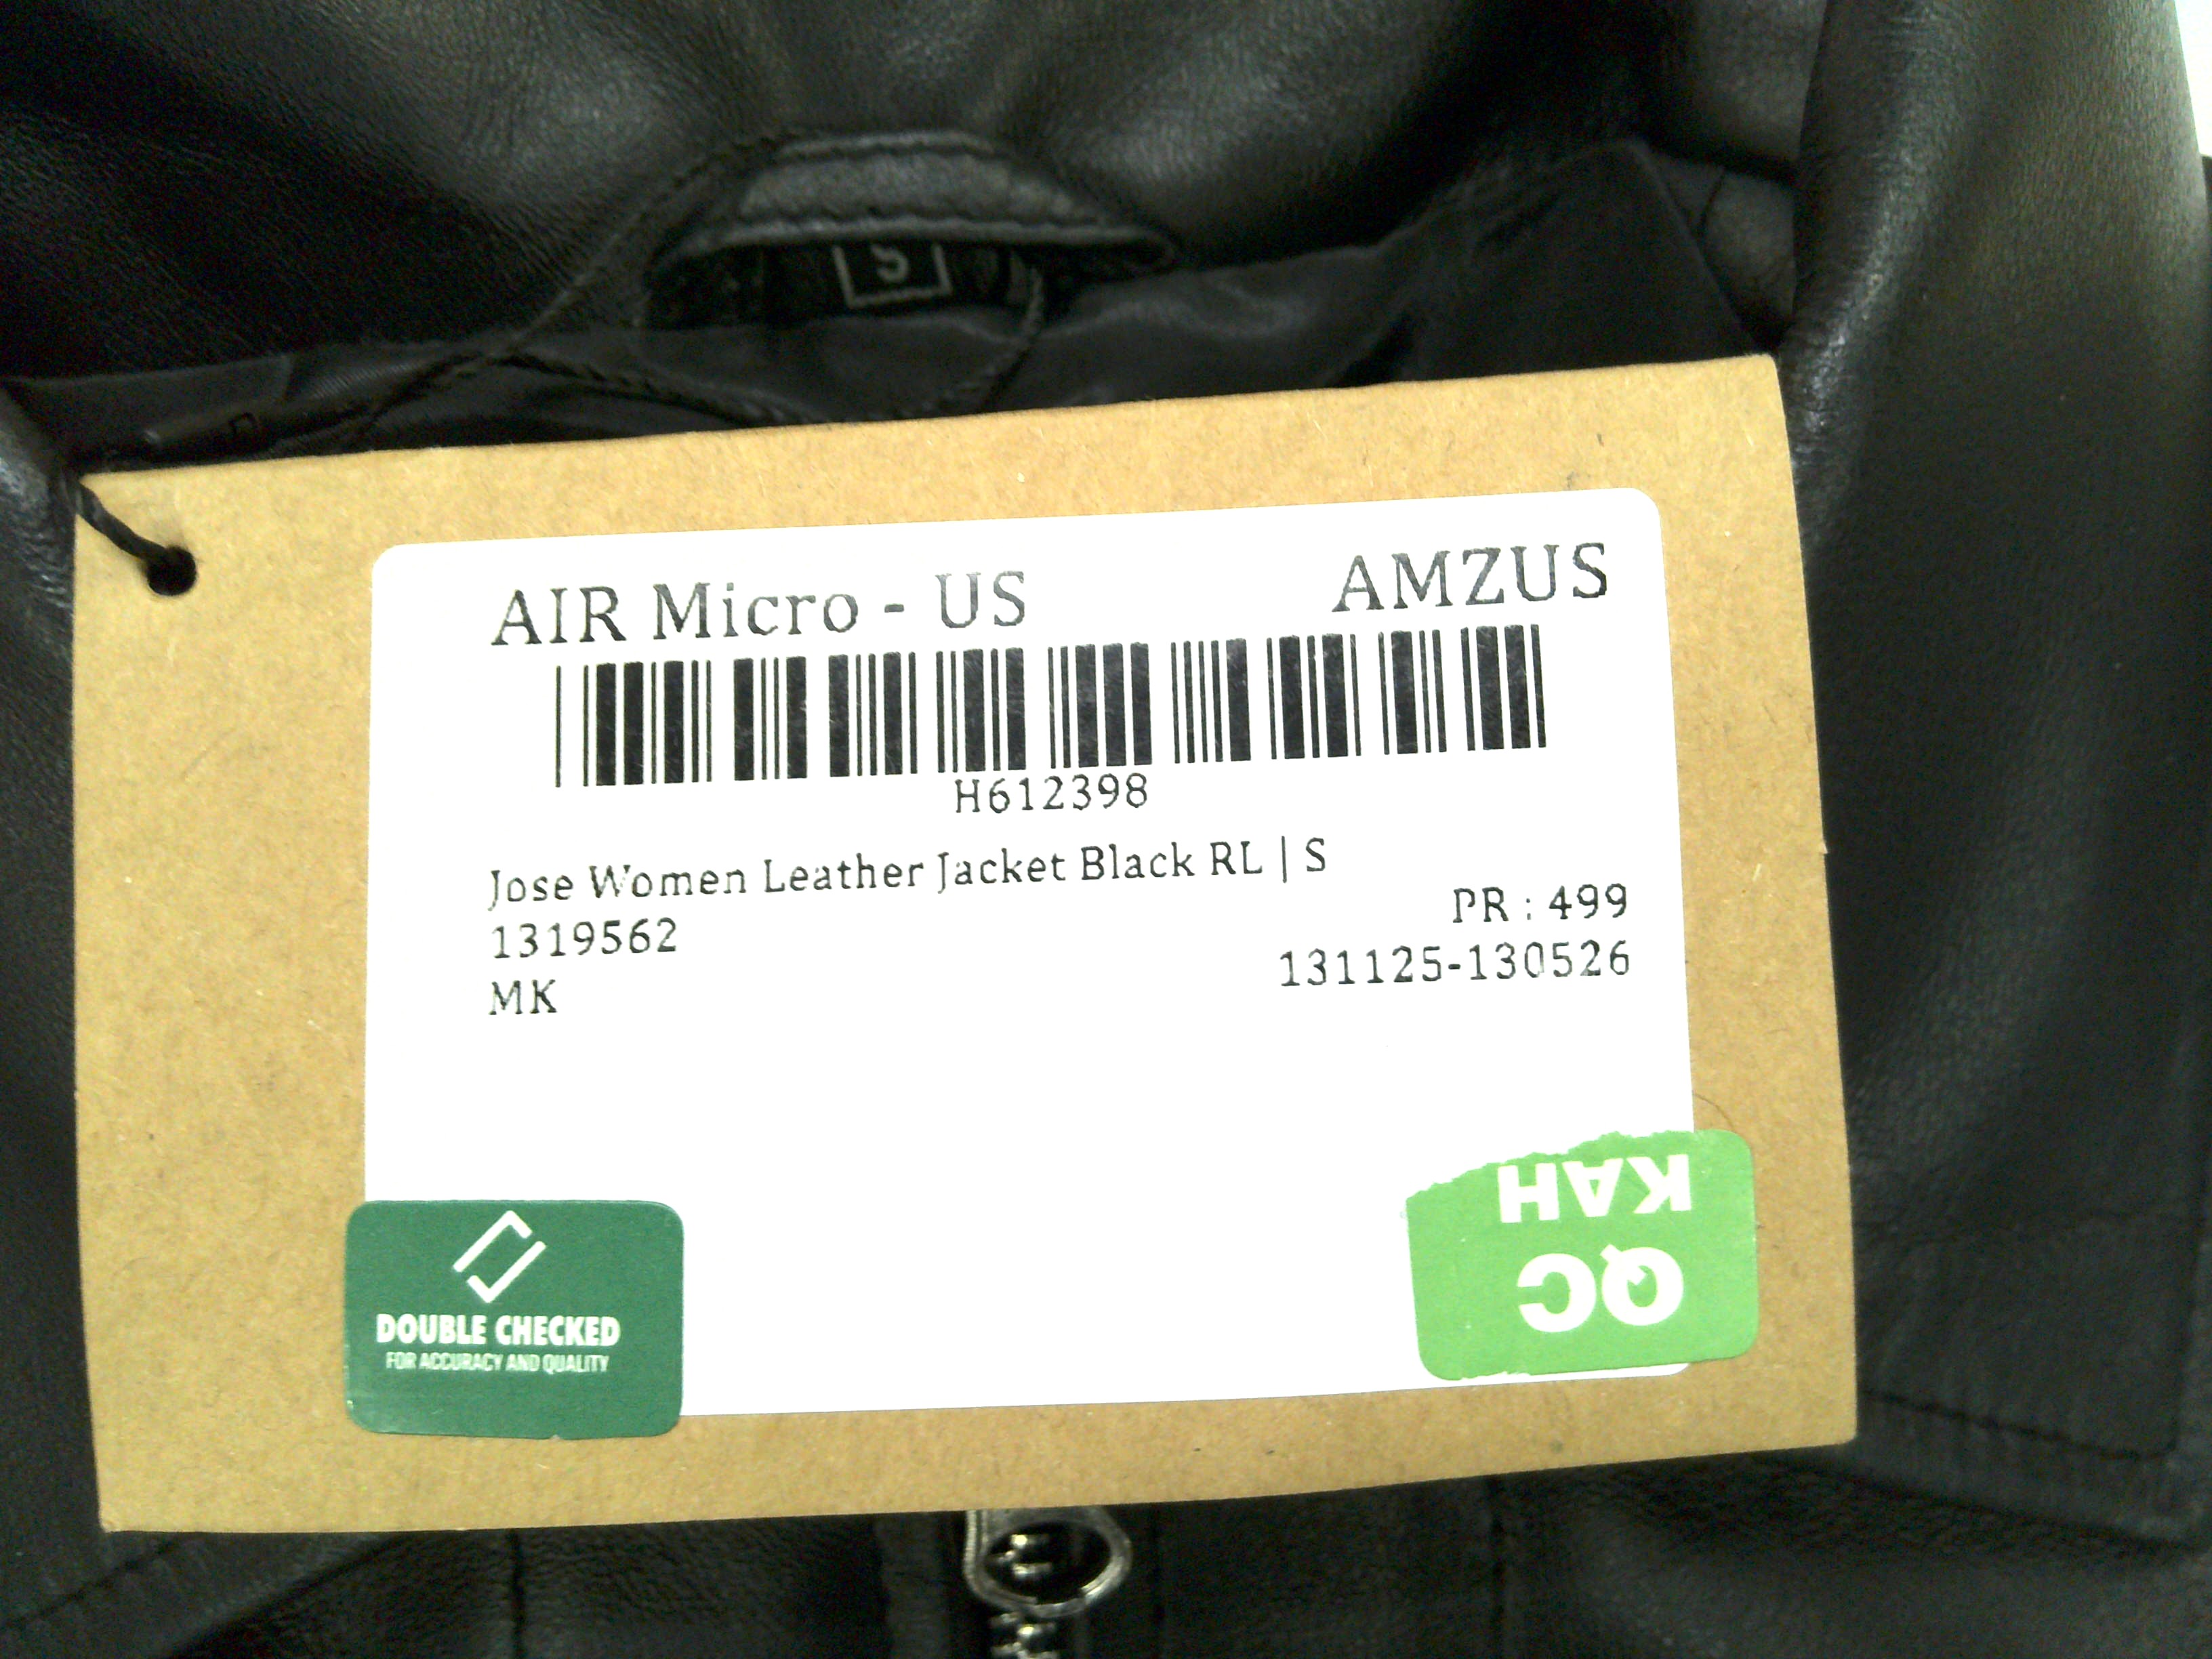 S
AIR Micro - US AMZUS
H612398
Jose Women Leather Jacket Black RL | S
PR : 499
1319562
131125-130526
MK
DOUBLE CHECKED
FOR ACCURACY AND QUALITY
QC
KAH